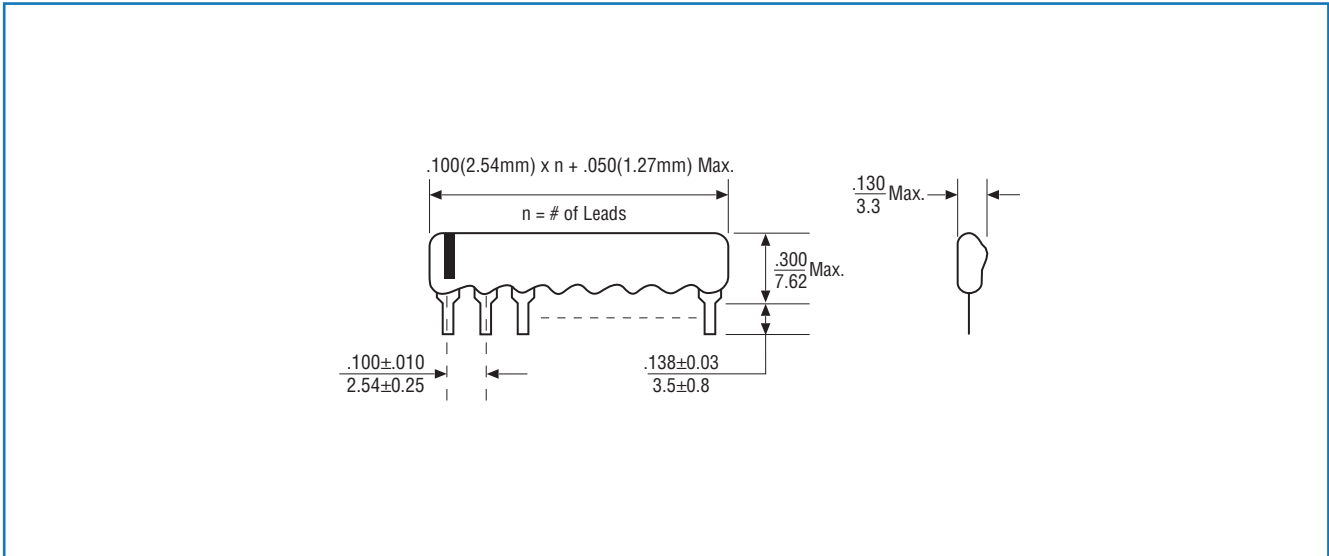 .100(2.54mm) x n + .050(1.27mm) Max.
n = # of Leads
.130
3.3
Max.
.300
7.62
Max.
.100±.010
2.54±0.25
.138±0.03
3.5±0.8